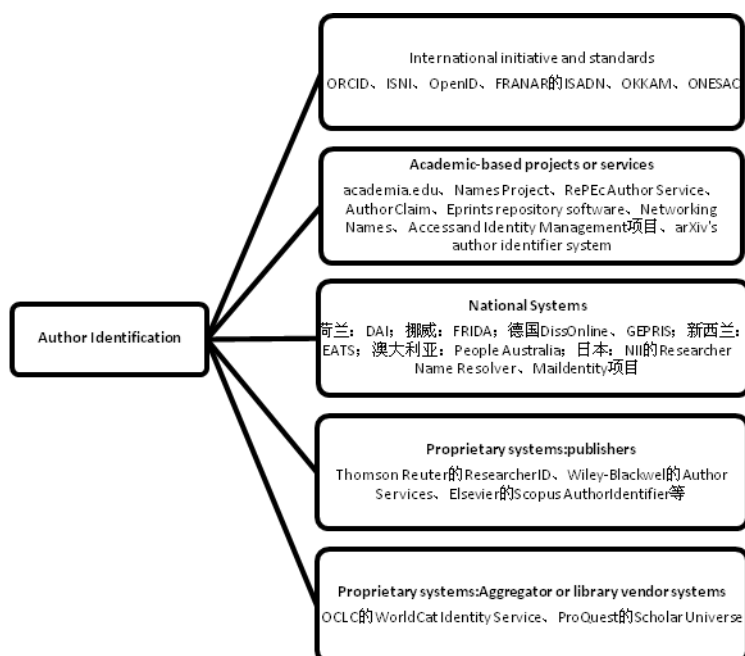 International initiative and standards
ORCID、ISNI、OpenID、FRANAR的ISADN、OKKAM、ONESAC
Academic-based projects or services
academia.edu、Names Project、RePEc Author Service、
AuthorClaim、Eprints repository software、Networking
Names、Accessand Identity Management项目、arXiv's
author identifier system
Author Identification
National Systems
荷兰：DAI；挪威：FRIDA；德国DissOnline、GEPRIS；新西兰：
EATS；澳大利亚：People Australia；日本：NII的Researcher
Name Resolver、MaiIdentity项目
Proprietary systems:publishers
Thomson Reuter的ResearcherID、Wiley-Blackwel的Author
Services、Elsevier的Scopus AuthorIdentifier等
Proprietary systems:Aggregator or library vendor systems
OCLC的WorldCat Identity Service、ProQuest的Scholar Universe